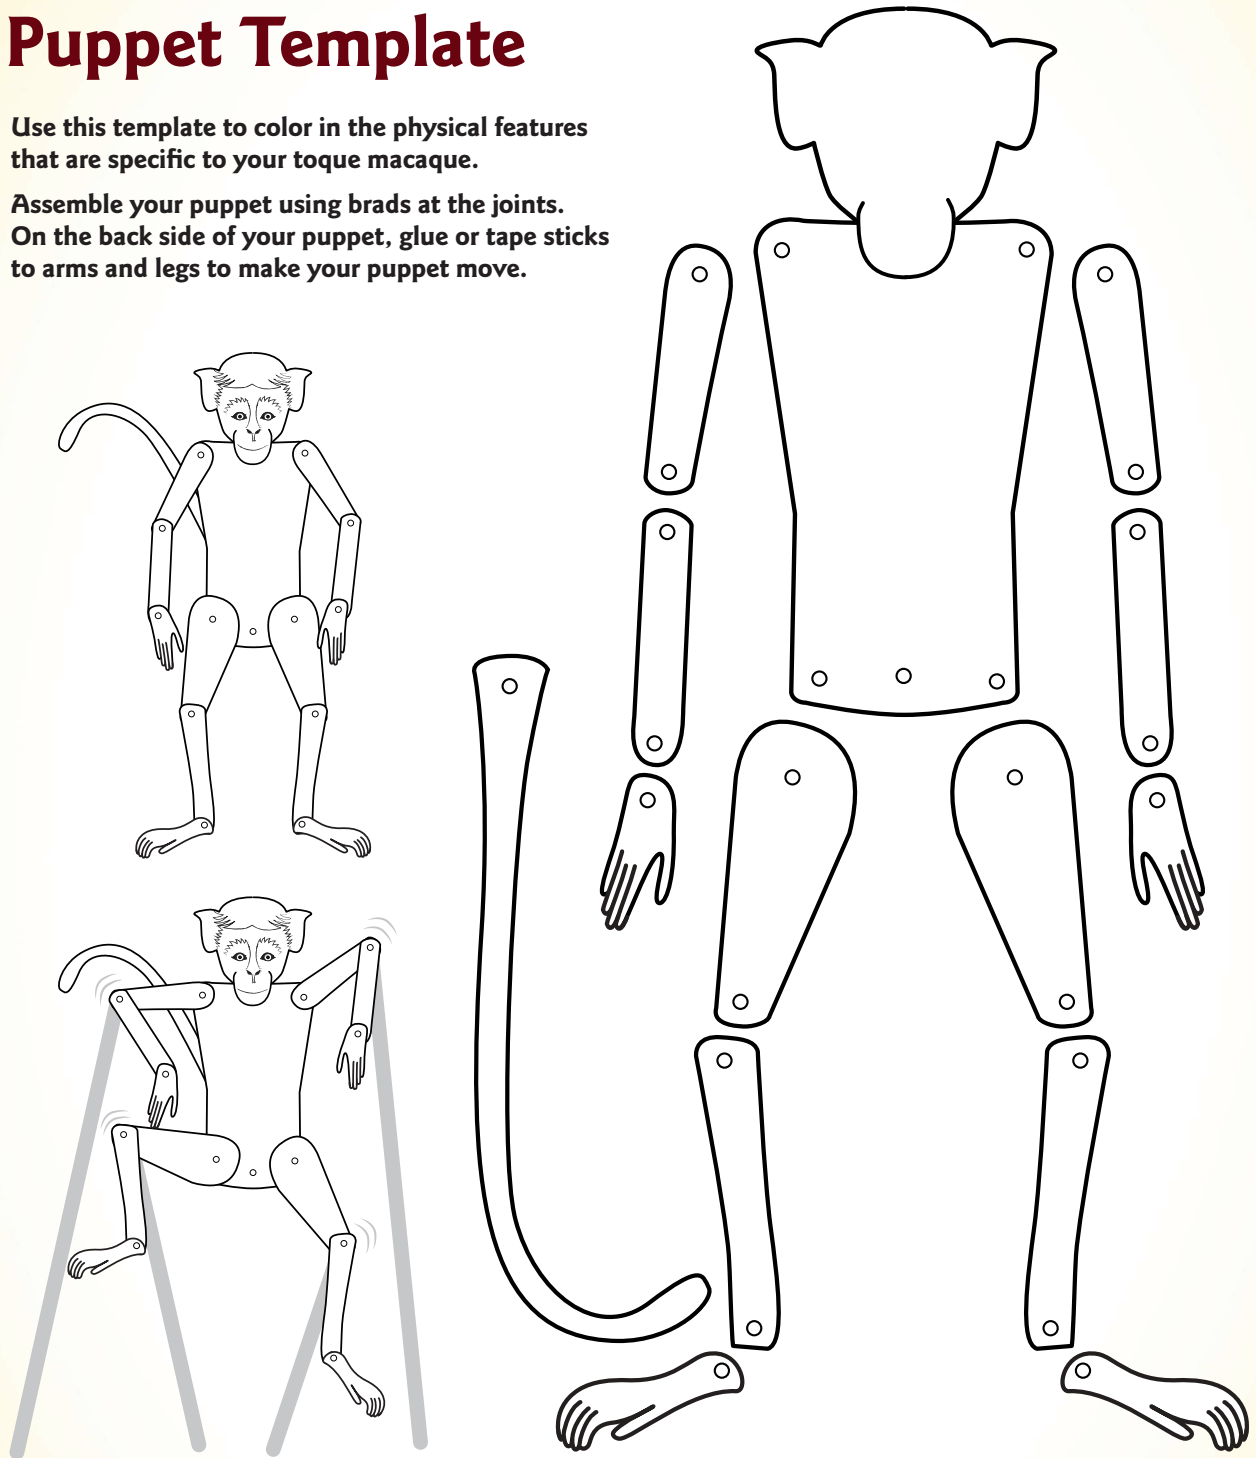 Puppet Template
Use this template to color in the physical features
that are specific to your toque macaque.
Assemble your puppet using brads at the joints.
On the back side of your puppet, glue or tape sticks
to arms and legs to make your puppet move.